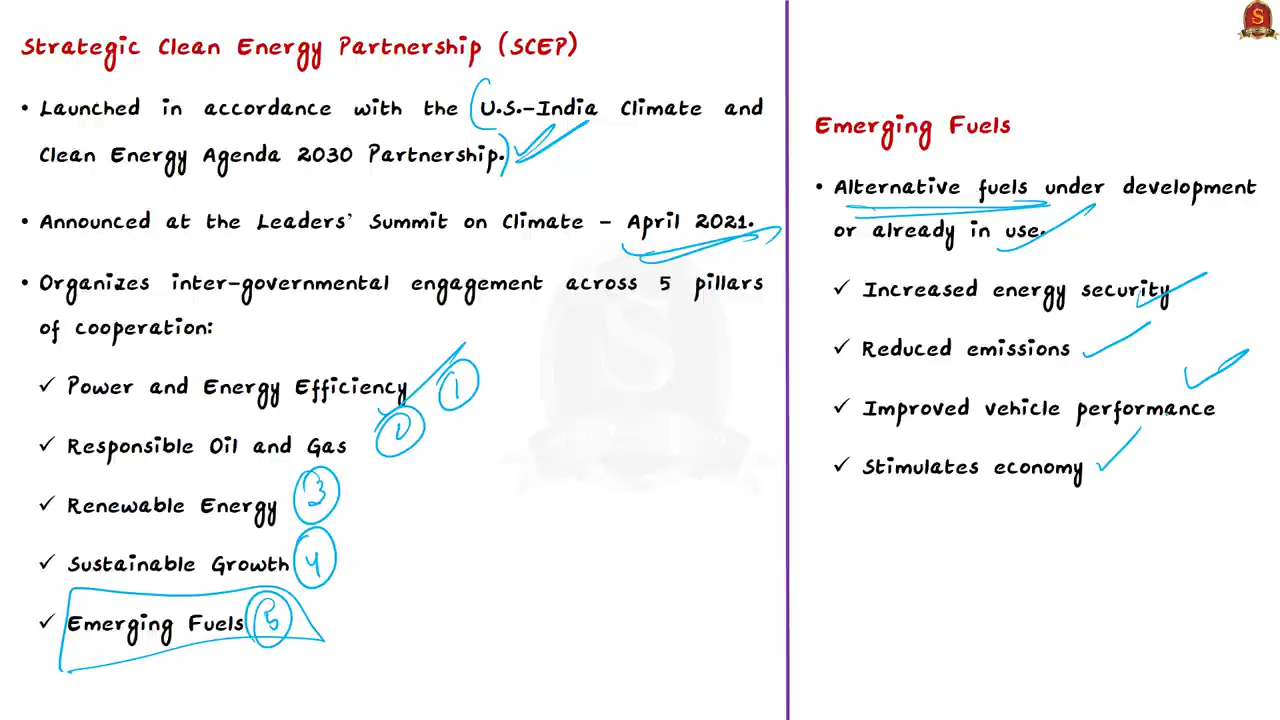 Strategic Clean Energy Partnership (SCEP)
• Launched in accordance with the U.S.-India Climate and
Clean Energy Agenda 2030 Partnership.
• Announced at the Leaders' Summit on Climate - April 2021.
• Organizes inter-governmental engagement across 5 pillars
of cooperation:
✓ Power and Energy Efficiency 1
✓ Responsible Oil and Gas
✓ Renewable Energy 3
✓ Sustainable Growth 4
✓ Emerging Fuels 5
Emerging Fuels
• Alternative fuels under development
or already in use.
✓ Increased energy security
✓ Reduced emissions
✓ Improved vehicle performance
✓ Stimulates economy
S